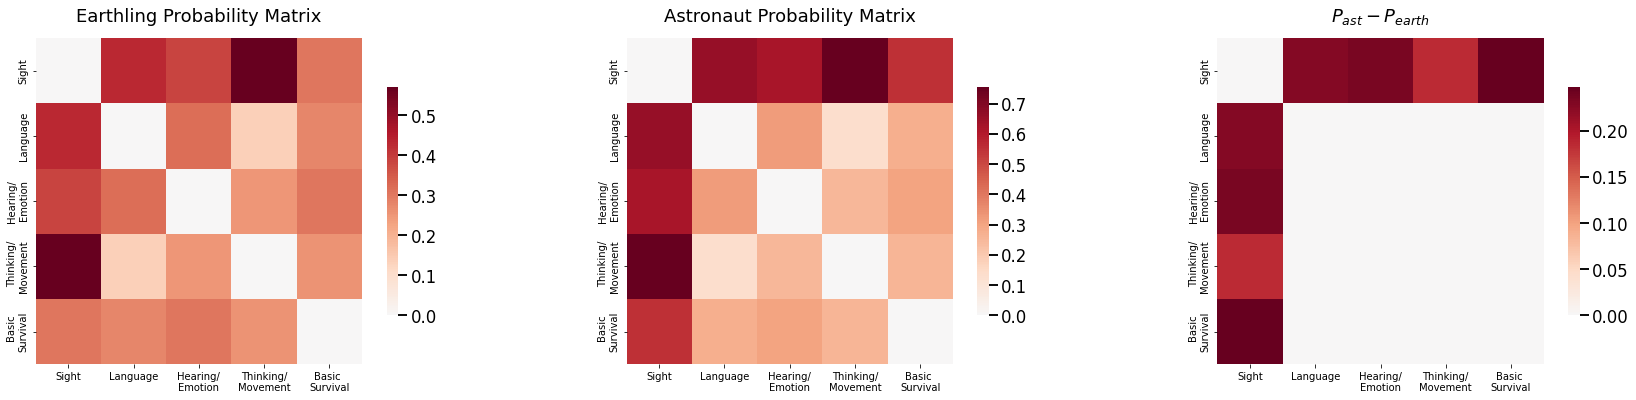 Earthling Probability Matrix
Sight
Language
Hearing/
Emotion
Thinking/
Movement
Basic
Survival
Sight
Language
Hearing/
Emotion
Thinking/
Movement
Basic
Survival
0.5
0.4
0.3
0.2
0.1
0.0
Astronaut Probability Matrix
Sight
Language
Hearing/
Emotion
Thinking/
Movement
Basic
Survival
Sight
Language
Hearing/
Emotion
Thinking/
Movement
Basic
Survival
0.7
0.6
0.5
0.4
0.3
0.2
0.1
0.0
P_ast − P_earth
Sight
Language
Hearing/
Emotion
Thinking/
Movement
Basic
Survival
Sight
Language
Hearing/
Emotion
Thinking/
Movement
Basic
Survival
0.20
0.15
0.10
0.05
0.00